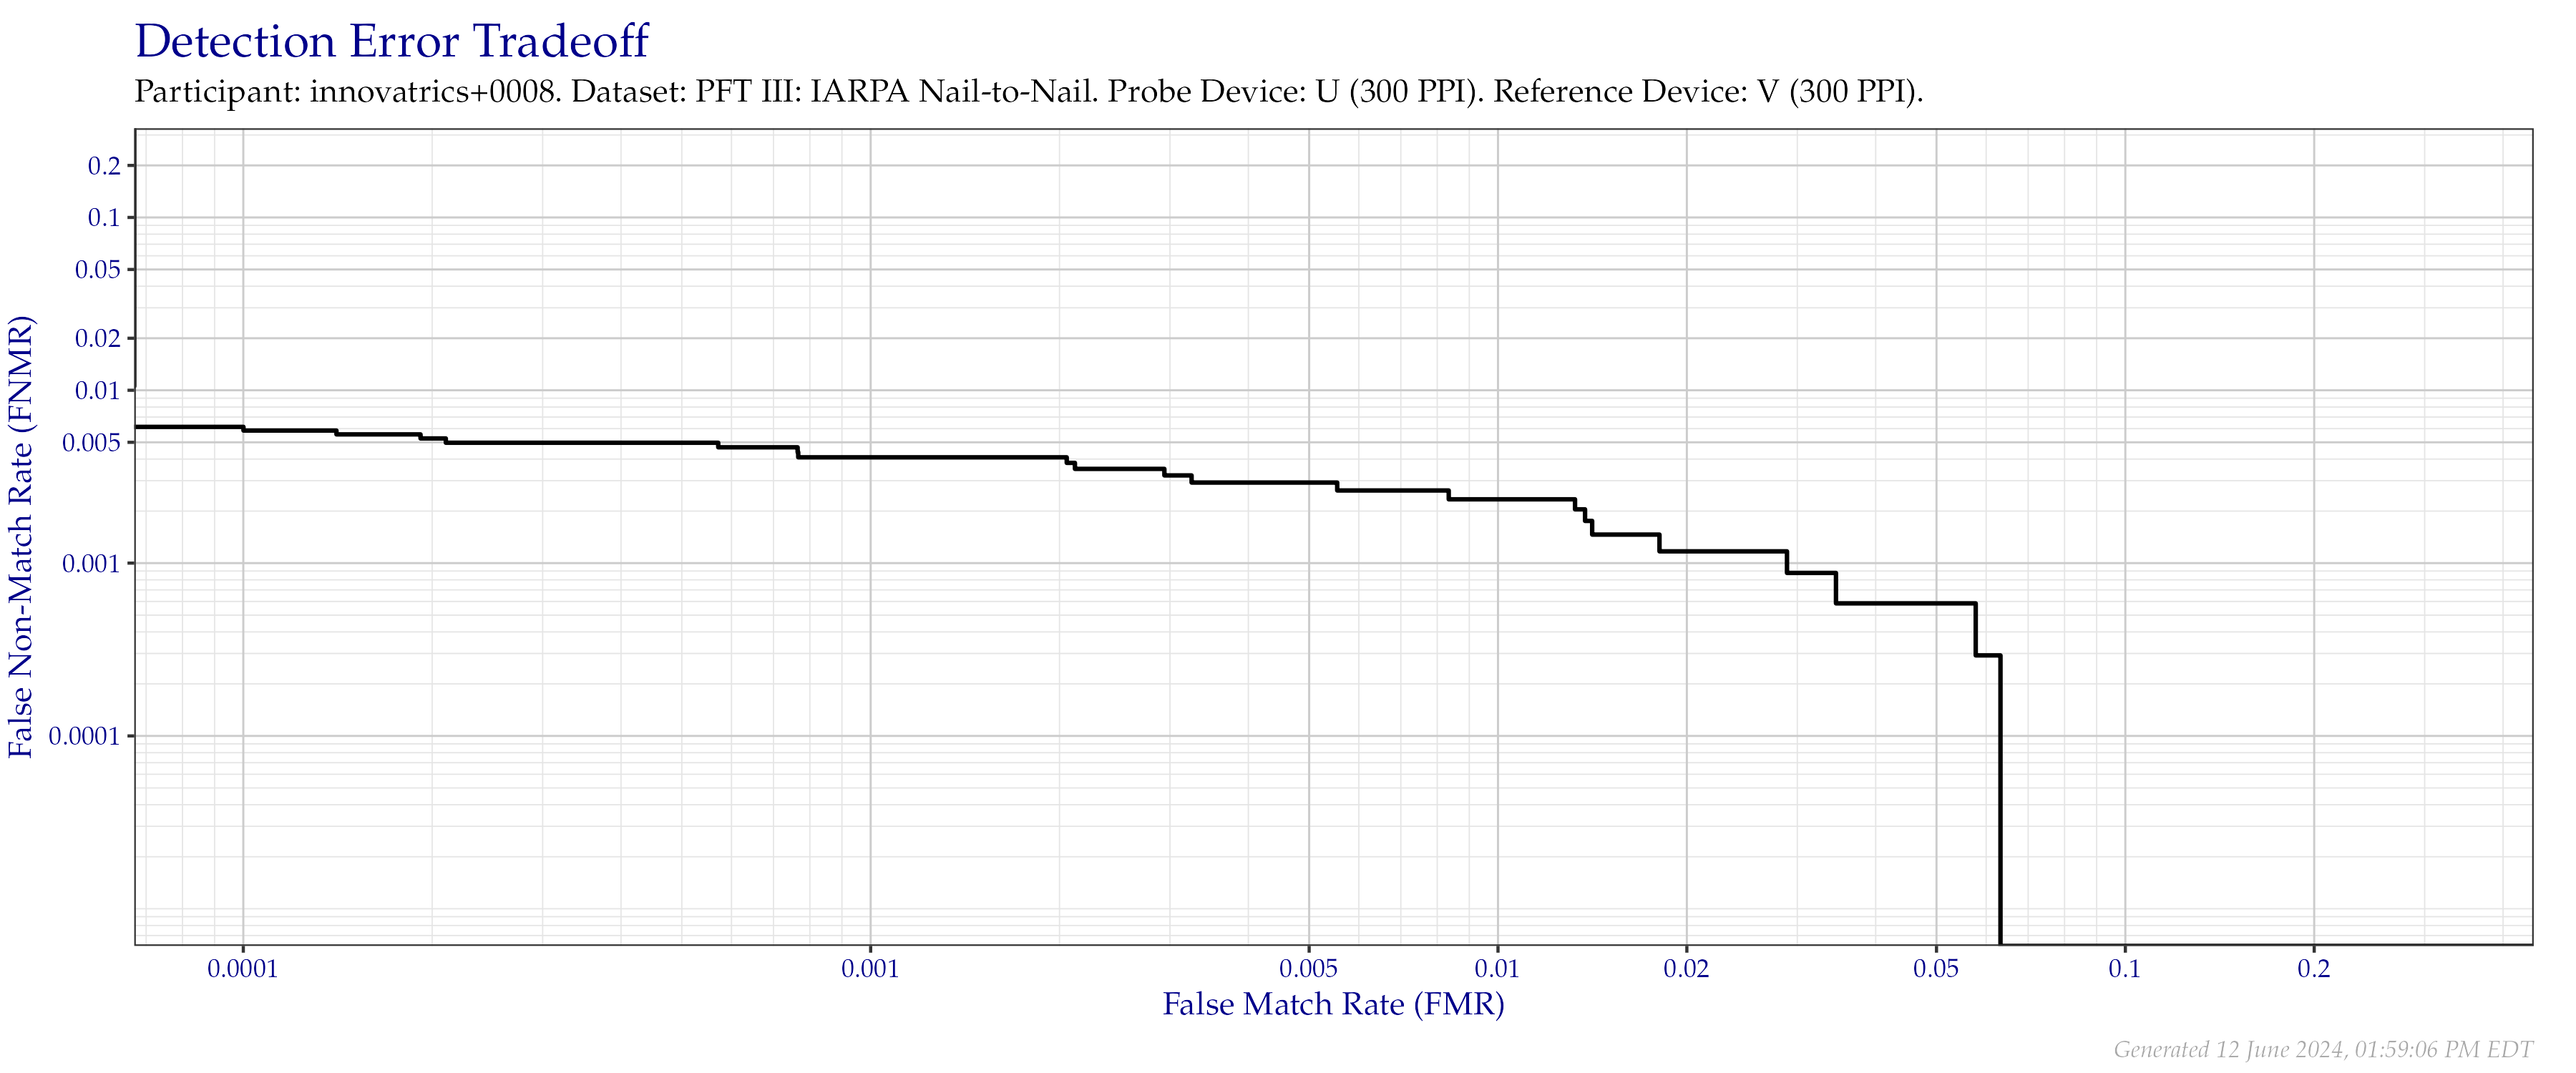 Detection Error Tradeoff
Participant: innovatrics+0008. Dataset: PFT III: IARPA Nail-to-Nail. Probe Device: U (300 PPI). Reference Device: V (300 PPI).
False Non-Match Rate (FNMR)
0.2
0.1
0.05
0.02
0.01
0.005
0.001
0.0001
0.0001 0.001 0.005 0.01 0.02 0.05 0.1 0.2
False Match Rate (FMR)
Generated 12 June 2024, 01:59:06 PM EDT